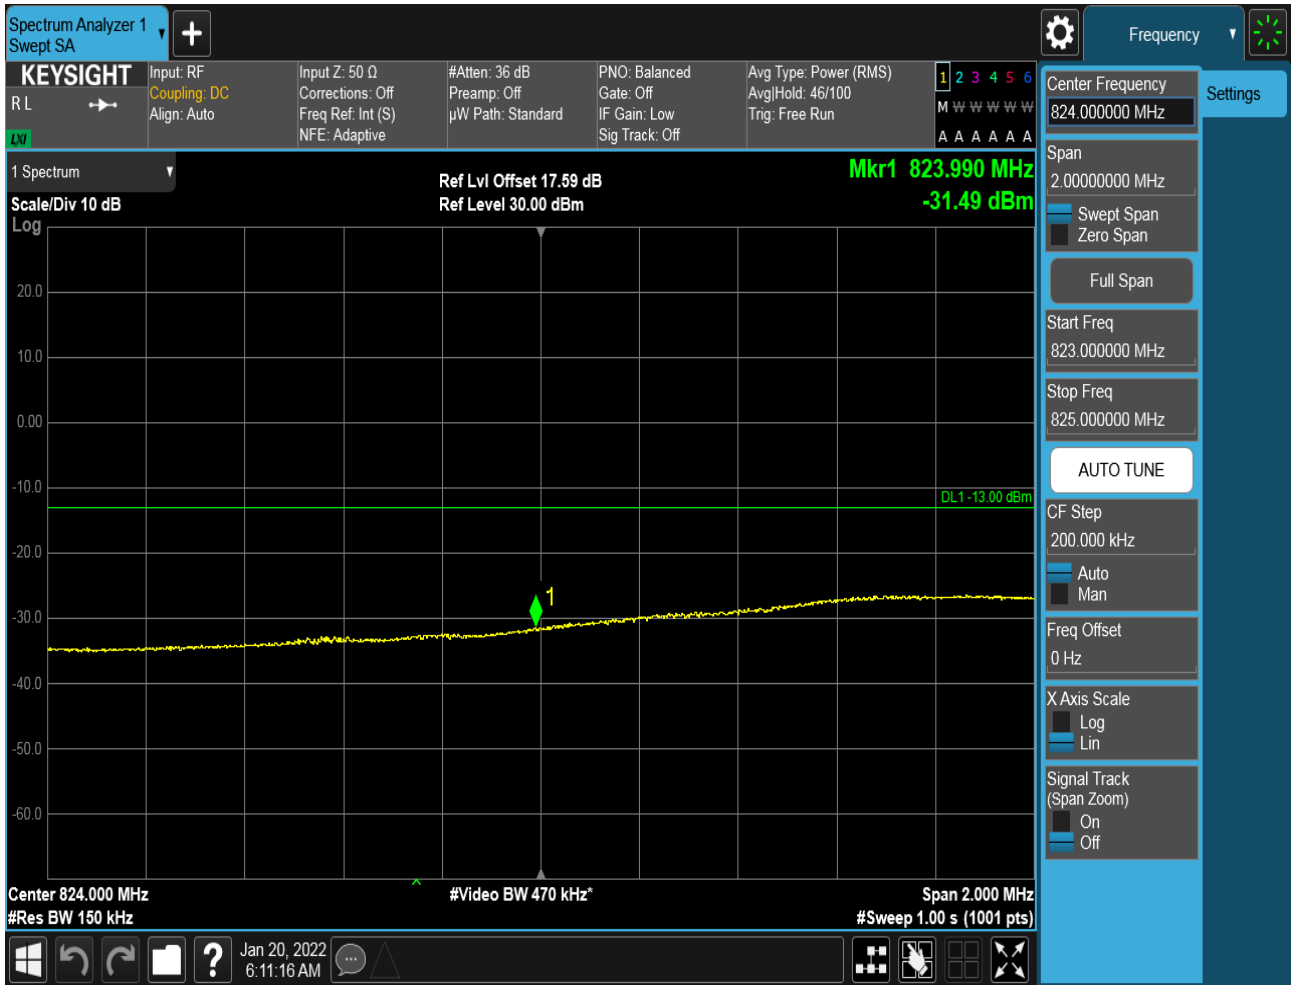 Spectrum Analyzer 1
Swept SA
Frequency
KEYSIGHT
R L
LXI
Input: RF
Coupling: DC
Align: Auto
Input Z: 50 Ω
Corrections: Off
Freq Ref: Int (S)
NFE: Adaptive
#Atten: 36 dB
Preamp: Off
µW Path: Standard
PNO: Balanced
Gate: Off
IF Gain: Low
Sig Track: Off
Avg Type: Power (RMS)
Avg|Hold: 46/100
Trig: Free Run
1 2 3 4 5 6
M W W W W W
A A A A A A
1 Spectrum
Scale/Div 10 dB
Log
Ref Lvl Offset 17.59 dB
Ref Level 30.00 dBm
Mkr1 823.990 MHz
-31.49 dBm
20.0
10.0
0.00
-10.0
DL1 -13.00 dBm
-20.0
1
-30.0
-40.0
-50.0
-60.0
Center 824.000 MHz
#Res BW 150 kHz
#Video BW 470 kHz*
Span 2.000 MHz
#Sweep 1.00 s (1001 pts)
Jan 20, 2022
6:11:16 AM
Center Frequency
824.000000 MHz
Settings
Span
2.00000000 MHz
Swept Span
Zero Span
Full Span
Start Freq
823.000000 MHz
Stop Freq
825.000000 MHz
AUTO TUNE
CF Step
200.000 kHz
Auto
Man
Freq Offset
0 Hz
X Axis Scale
Log
Lin
Signal Track
(Span Zoom)
On
Off